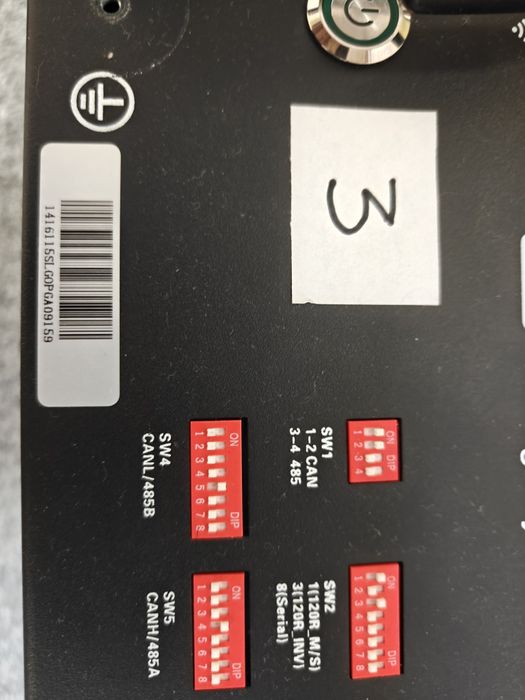 3
1416115SLGOPGA09159
SW1
1-2 CAN
3-4 485
ON DIP
1 2 3 4
SW4
CANL/485B
ON DIP
1 2 3 4 5 6 7 8
SW2
1(120R_M/S)
3(120R_INV)
8(Serial)
ON DIP
1 2 3 4 5 6 7 8
SW5
CANH/485A
ON DIP
1 2 3 4 5 6 7 8